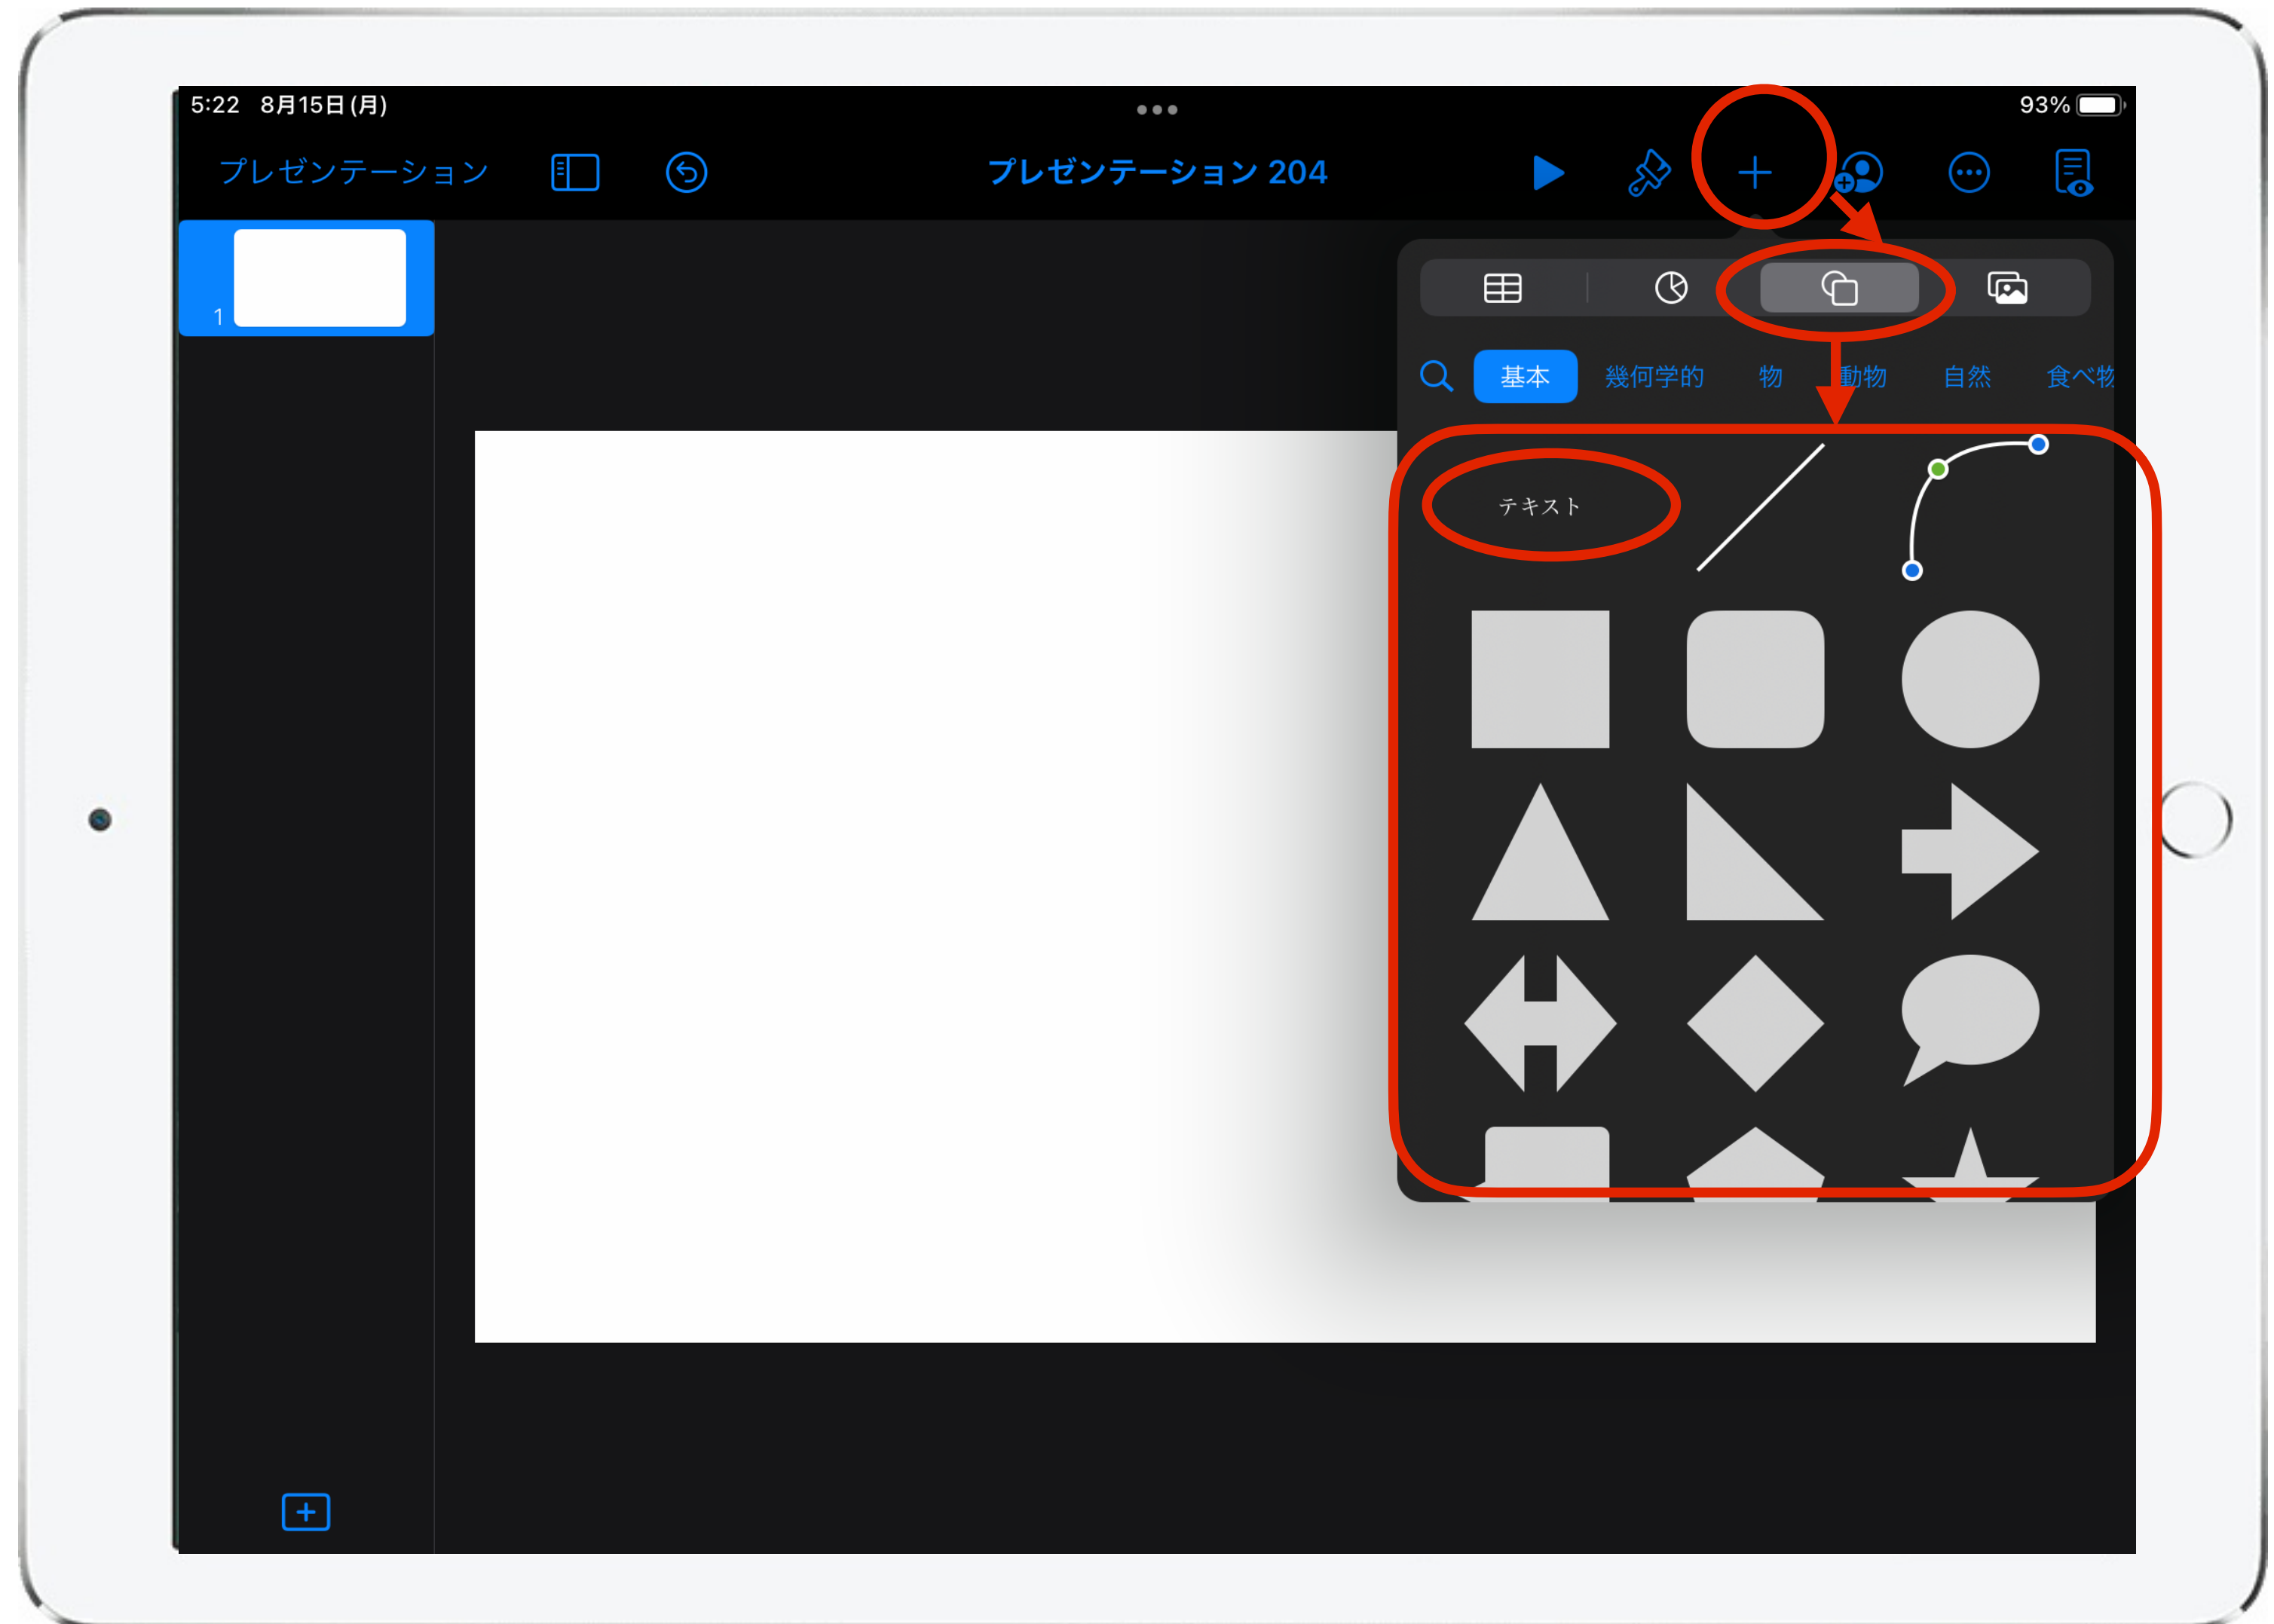 5:22 8月15日(月)
93%
プレゼンテーション
プレゼンテーション 204
1
基本 幾何学的 物 動物 自然 食べ物
テキスト